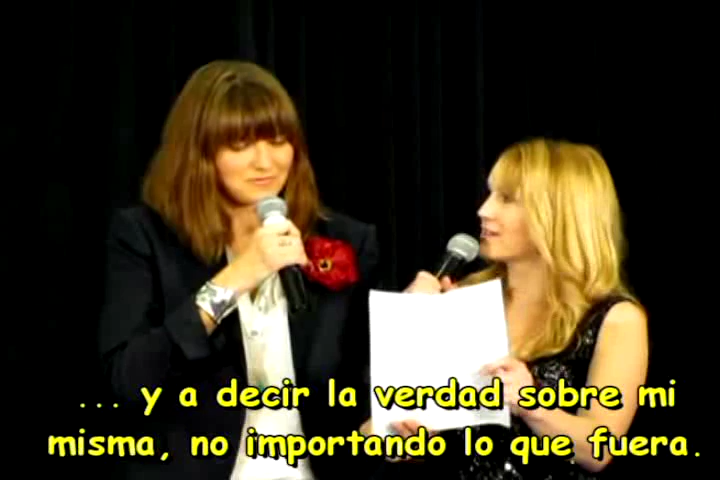 ... y a decir la verdad sobre mi
misma, no importando lo que fuera.